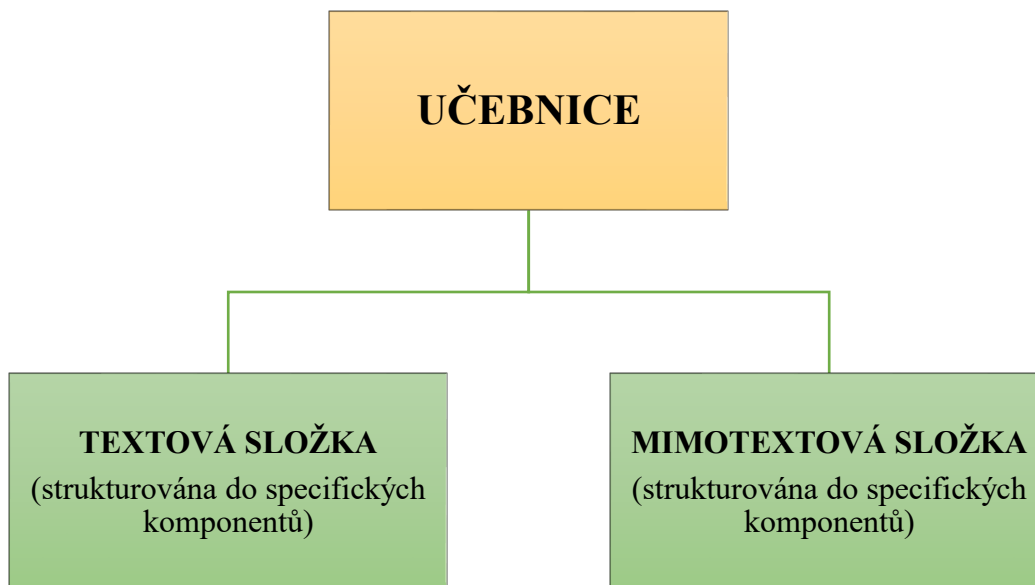 UČEBNICE
TEXTOVÁ SLOŽKA
(strukturována do specifických
komponentů)
MIMOTEXTOVÁ SLOŽKA
(strukturována do specifických
komponentů)